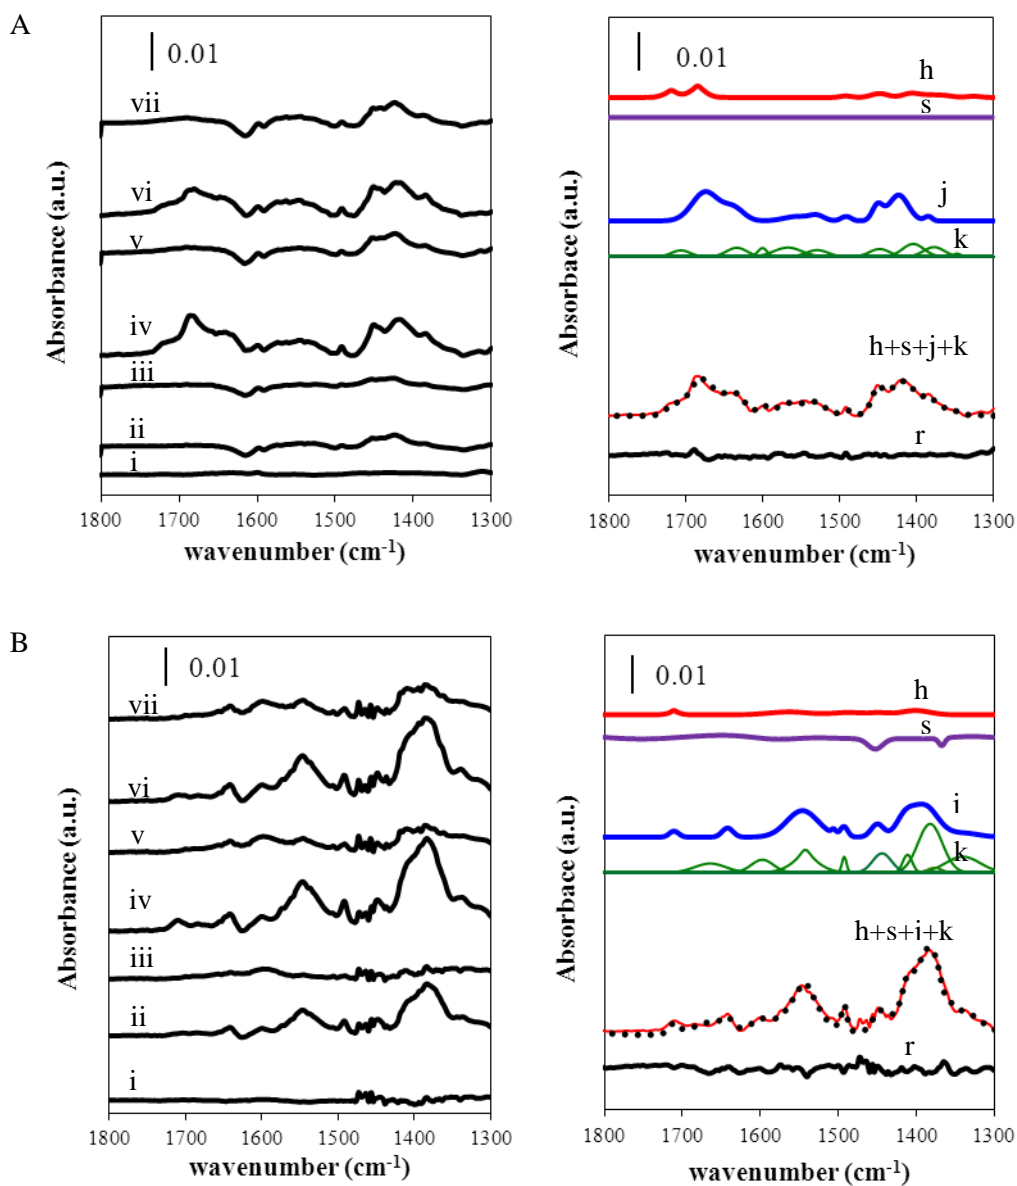 A
0.01
vii
vi
v
iv
iii
ii
i
Absorbance (a.u.)
1800 1700 1600 1500 1400 1300
wavenumber (cm-1)
0.01
h
s
j
k
h+s+j+k
r
Absorbace (a.u.)
1800 1700 1600 1500 1400 1300
wavenumber (cm-1)
B
0.01
vii
vi
v
iv
iii
ii
i
Absorbance (a.u.)
1800 1700 1600 1500 1400 1300
wavenumber (cm-1)
0.01
h
s
i
k
h+s+i+k
r
Absorbace (a.u.)
1800 1700 1600 1500 1400 1300
wavenumber (cm-1)